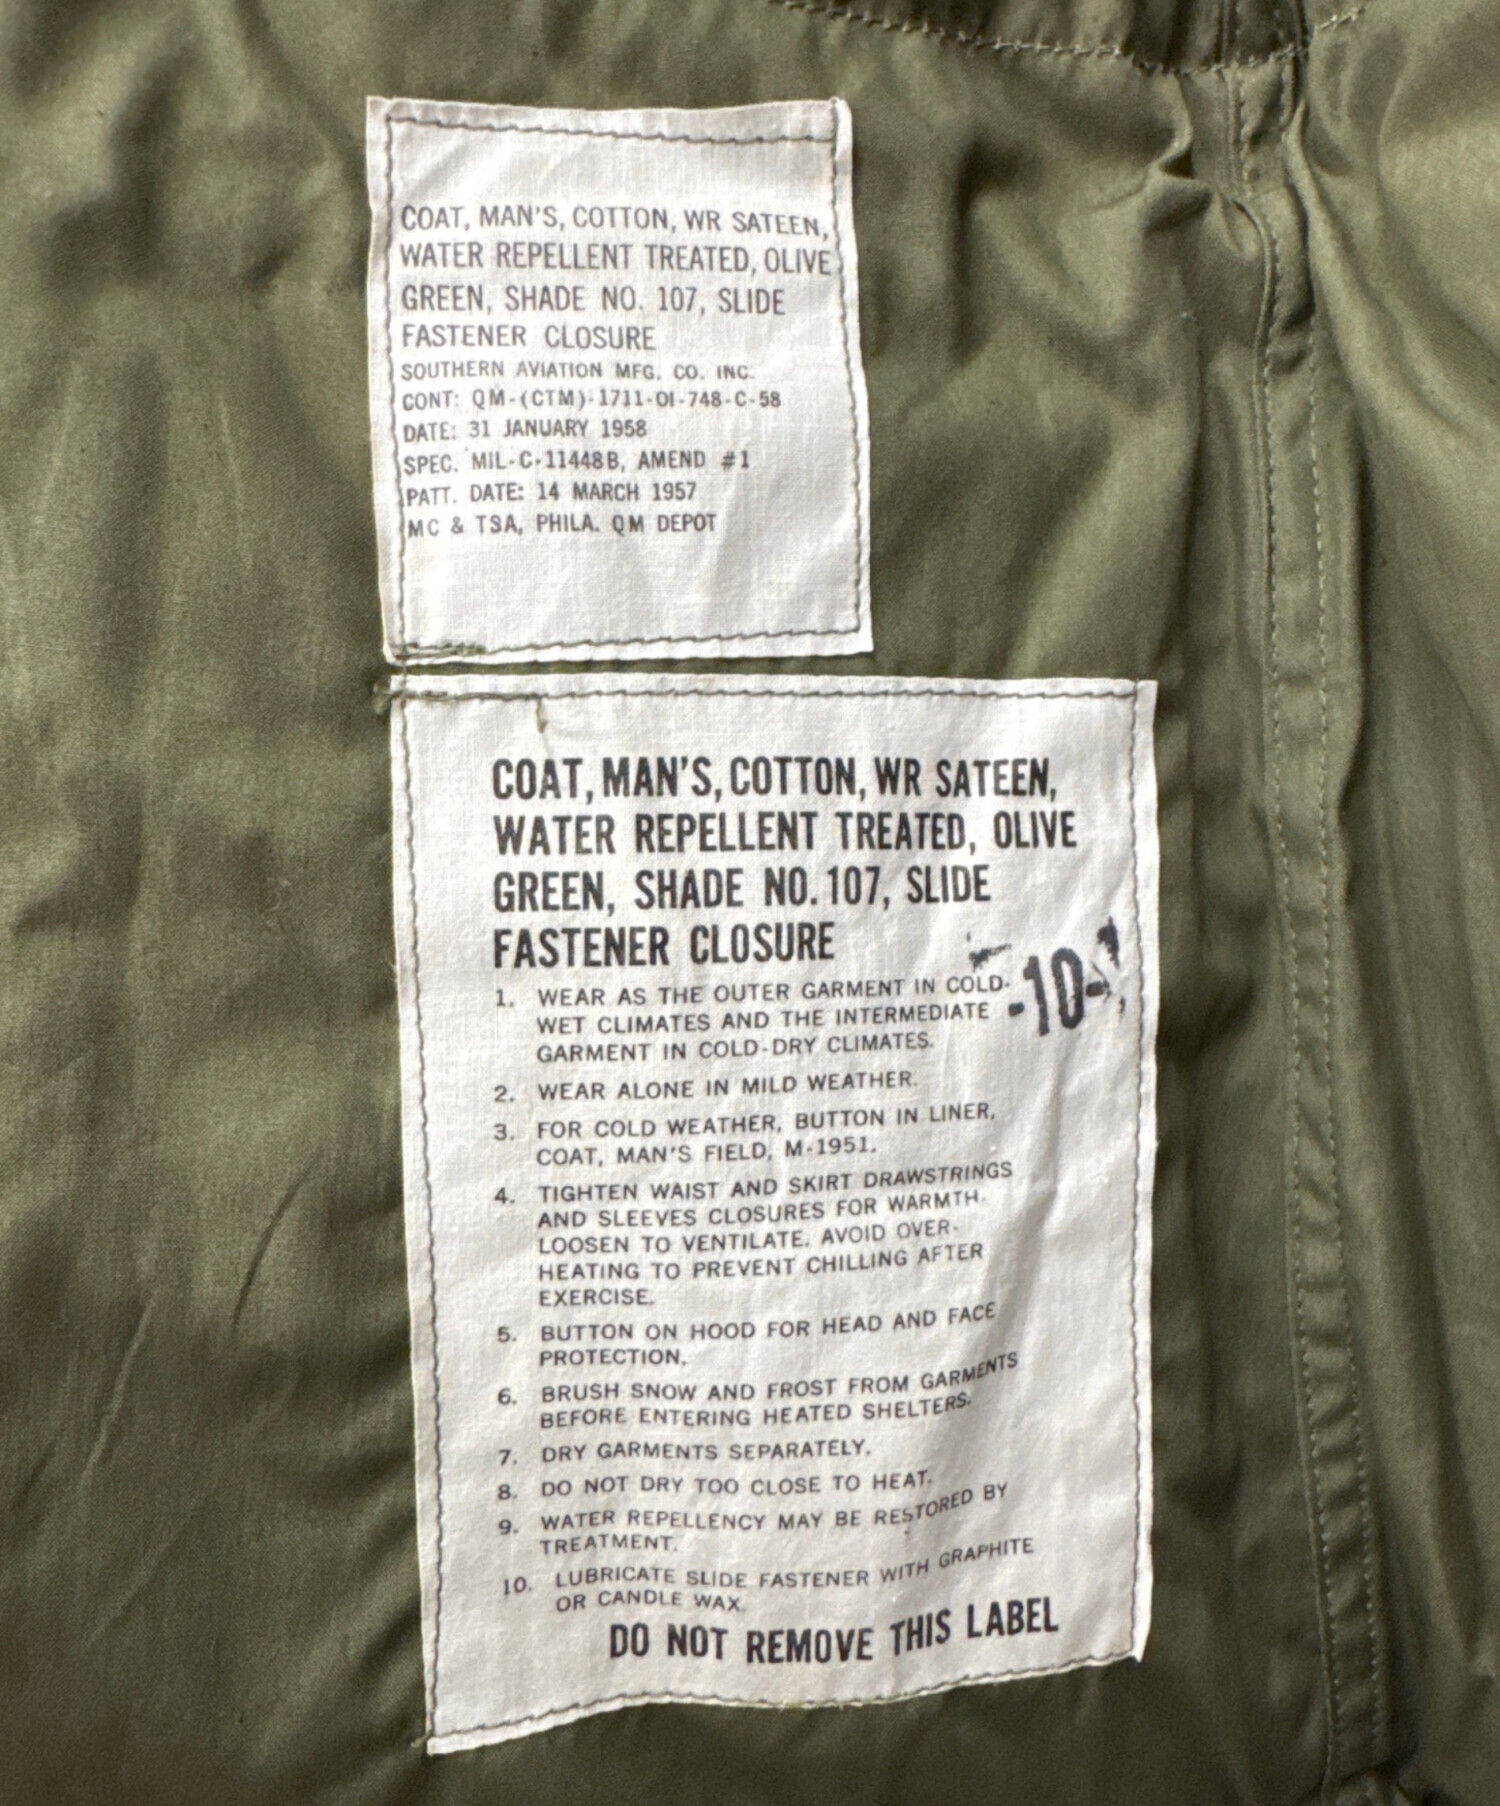 COAT, MAN'S, COTTON, WR SATEEN,
WATER REPELLENT TREATED, OLIVE
GREEN, SHADE NO. 107, SLIDE
FASTENER CLOSURE
SOUTHERN AVIATION MFG. CO. INC.
CONT: QM-(CTM)-1711-OI-748-C-58
DATE: 31 JANUARY 1958
SPEC. MIL-C-11448B, AMEND #1
PATT. DATE: 14 MARCH 1957
MC & TSA, PHILA. QM DEPOT
COAT, MAN'S, COTTON, WR SATEEN,
WATER REPELLENT TREATED, OLIVE
GREEN, SHADE NO. 107, SLIDE
FASTENER CLOSURE
-10-
1. WEAR AS THE OUTER GARMENT IN COLD-
WET CLIMATES AND THE INTERMEDIATE
GARMENT IN COLD-DRY CLIMATES.
2. WEAR ALONE IN MILD WEATHER.
3. FOR COLD WEATHER, BUTTON IN LINER,
COAT, MAN'S FIELD, M-1951.
4. TIGHTEN WAIST AND SKIRT DRAWSTRINGS
AND SLEEVES CLOSURES FOR WARMTH.
LOOSEN TO VENTILATE. AVOID OVER-
HEATING TO PREVENT CHILLING AFTER
EXERCISE.
5. BUTTON ON HOOD FOR HEAD AND FACE
PROTECTION.
6. BRUSH SNOW AND FROST FROM GARMENTS
BEFORE ENTERING HEATED SHELTERS.
7. DRY GARMENTS SEPARATELY.
8. DO NOT DRY TOO CLOSE TO HEAT.
9. WATER REPELLENCY MAY BE RESTORED BY
TREATMENT.
10. LUBRICATE SLIDE FASTENER WITH GRAPHITE
OR CANDLE WAX.
DO NOT REMOVE THIS LABEL